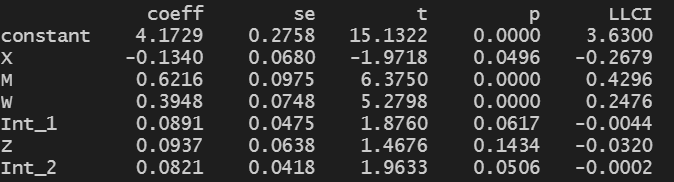 coeff se t p LLCI
constant 4.1729 0.2758 15.1322 0.0000 3.6300
X -0.1340 0.0680 -1.9718 0.0496 -0.2679
M 0.6216 0.0975 6.3750 0.0000 0.4296
W 0.3948 0.0748 5.2798 0.0000 0.2476
Int_1 0.0891 0.0475 1.8760 0.0617 -0.0044
Z 0.0937 0.0638 1.4676 0.1434 -0.0320
Int_2 0.0821 0.0418 1.9633 0.0506 -0.0002